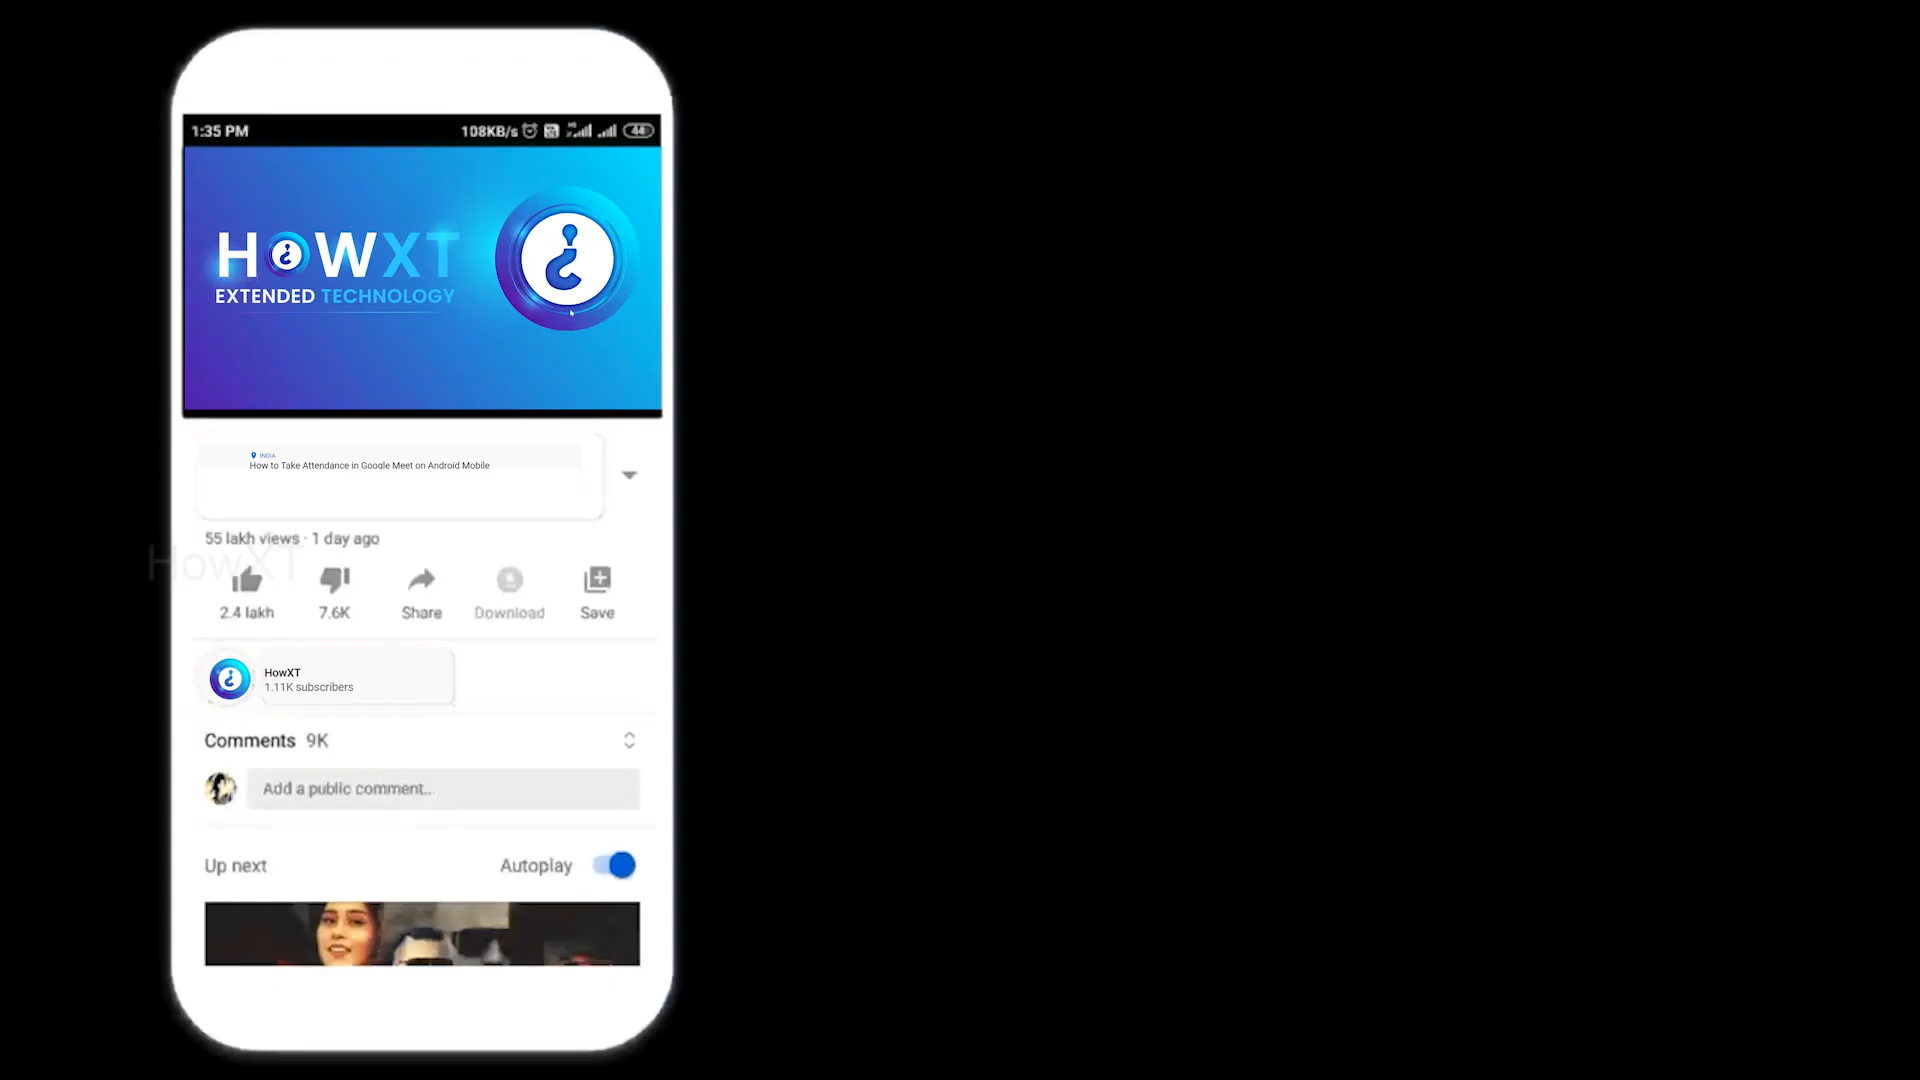 1:35 PM 108KB/s 44
HOWXT
EXTENDED TECHNOLOGY
INDIA
How to Take Attendance in Google Meet on Android Mobile
55 lakh views · 1 day ago
HowXT
2.4 lakh 7.6K Share Download Save
HowXT
1.11K subscribers
Comments 9K
Add a public comment...
Up next Autoplay